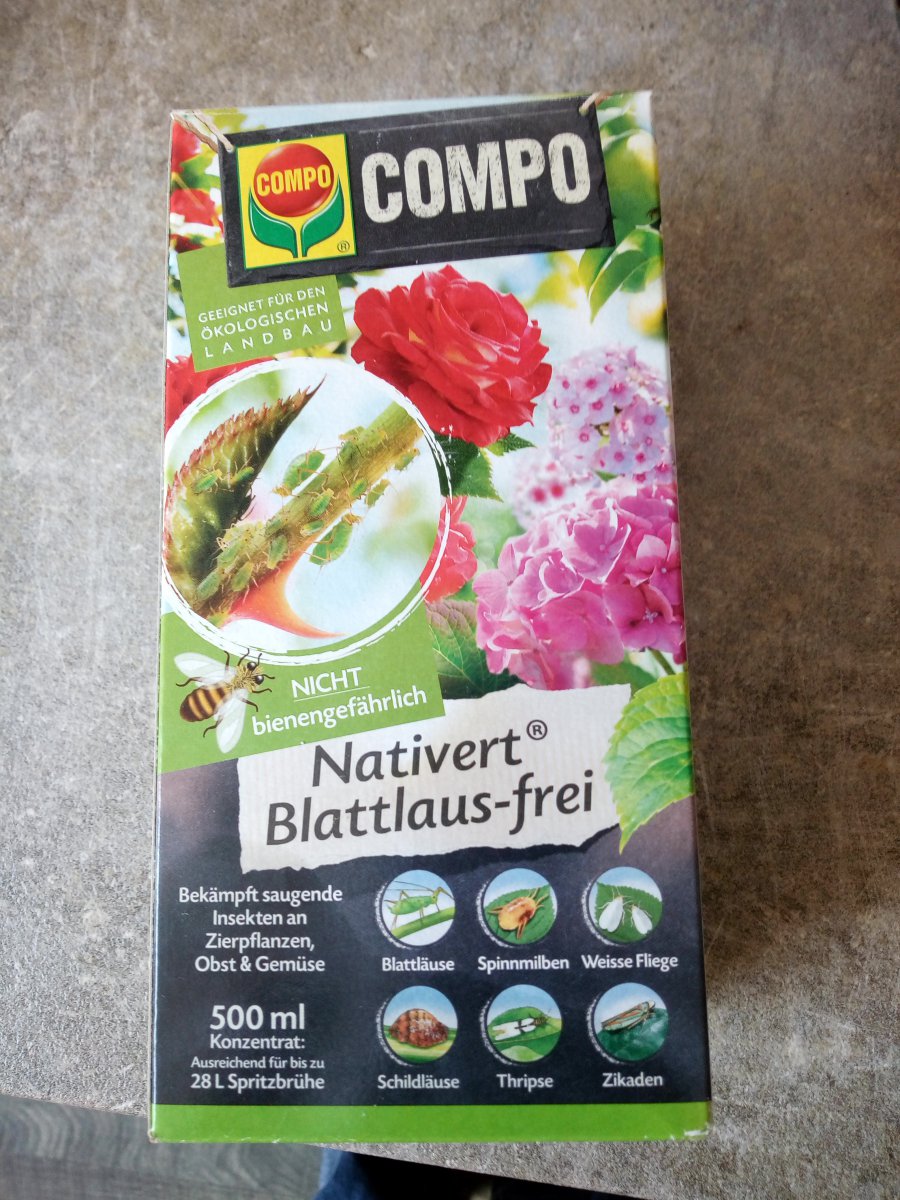 COMPO
COMPO
®
GEEIGNET FÜR DEN
ÖKOLOGISCHEN
LANDBAU
NICHT
bienengefährlich
Nativert®
Blattlaus-frei
Bekämpft saugende
Insekten an
Zierpflanzen,
Obst & Gemüse
Blattläuse Spinnmilben Weisse Fliege
500 ml
Konzentrat:
Ausreichend für bis zu
28 L Spritzbrühe
Schildläuse Thripse Zikaden